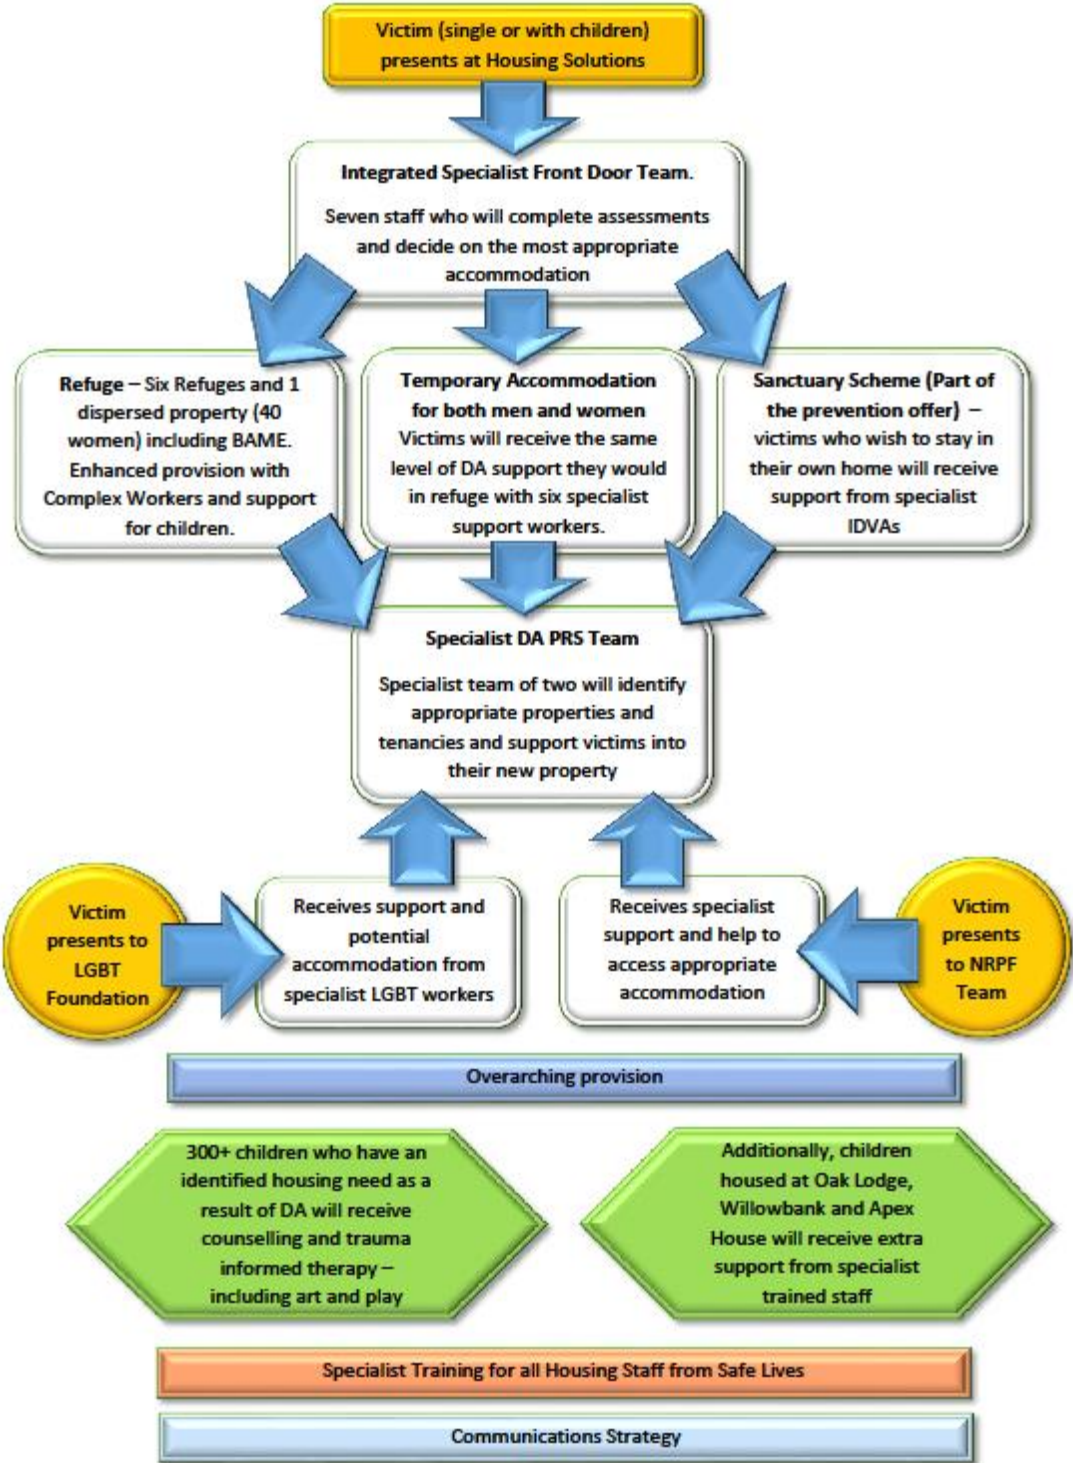 Victim (single or with children)
presents at Housing Solutions
Integrated Specialist Front Door Team.
Seven staff who will complete assessments
and decide on the most appropriate
accommodation
Refuge – Six Refuges and 1
dispersed property (40
women) including BAME.
Enhanced provision with
Complex Workers and support
for children.
Temporary Accommodation
for both men and women
Victims will receive the same
level of DA support they would
in refuge with six specialist
support workers.
Sanctuary Scheme (Part of
the prevention offer) –
victims who wish to stay in
their own home will receive
support from specialist
IDVAs
Specialist DA PRS Team
Specialist team of two will identify
appropriate properties and
tenancies and support victims into
their new property
Victim
presents to
LGBT
Foundation
Receives support and
potential
accommodation from
specialist LGBT workers
Receives specialist
support and help to
access appropriate
accommodation
Victim
presents
to NRPF
Team
Overarching provision
300+ children who have an
identified housing need as a
result of DA will receive
counselling and trauma
informed therapy –
including art and play
Additionally, children
housed at Oak Lodge,
Willowbank and Apex
House will receive extra
support from specialist
trained staff
Specialist Training for all Housing Staff from Safe Lives
Communications Strategy